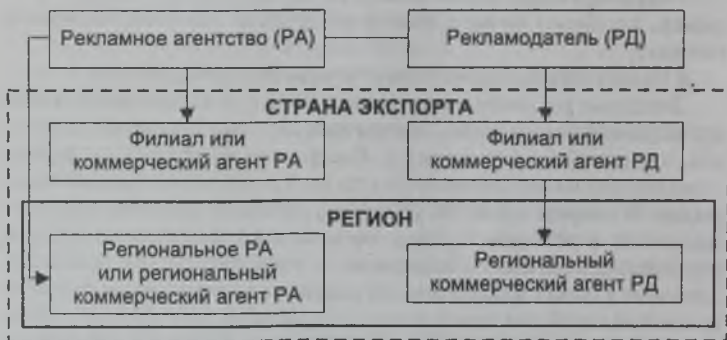 Рекламное агентство (РА)
Рекламодатель (РД)
СТРАНА ЭКСПОРТА
Филиал или
коммерческий агент РА
Филиал или
коммерческий агент РД
РЕГИОН
Региональное РА
или региональный
коммерческий агент РА
Региональный
коммерческий агент РД